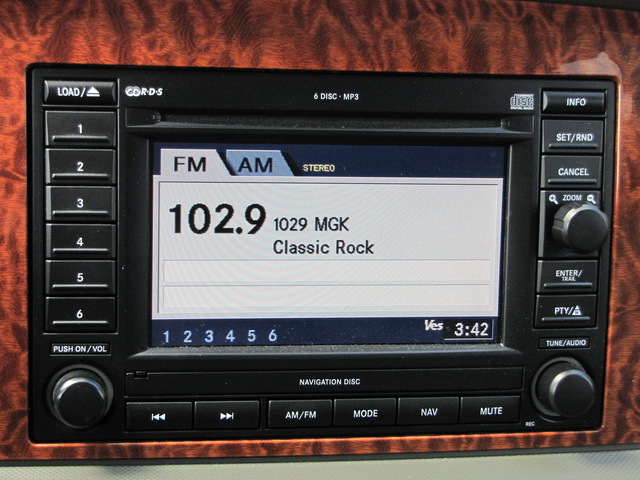 LOAD/
R·D·S
6 DISC · MP3
disc
INFO
1
2
3
4
5
6
PUSH ON / VOL
FM
AM
STEREO
102.9
1029 MGK
Classic Rock
1 2 3 4 5 6
Yes 3:42
SET/RND
CANCEL
ZOOM
ENTER/
TRAIL
PTY/
TUNE/AUDIO
NAVIGATION DISC
AM/FM
MODE
NAV
MUTE
REC